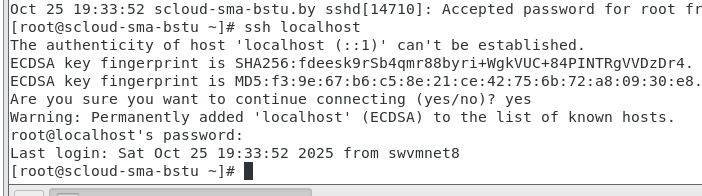 Oct 25 19:33:52 scloud-sma-bstu.by sshd[14710]: Accepted password for root fr
[root@scloud-sma-bstu ~]# ssh localhost
The authenticity of host 'localhost (::1)' can't be established.
ECDSA key fingerprint is SHA256:fdeesk9rSb4qmr88byri+WgkVUC+84PINTRgVVDzDr4.
ECDSA key fingerprint is MD5:f3:9e:67:b6:c5:8e:21:ce:42:75:6b:72:a8:09:30:e8.
Are you sure you want to continue connecting (yes/no)? yes
Warning: Permanently added 'localhost' (ECDSA) to the list of known hosts.
root@localhost's password:
Last login: Sat Oct 25 19:33:52 2025 from swvmnet8
[root@scloud-sma-bstu ~]#